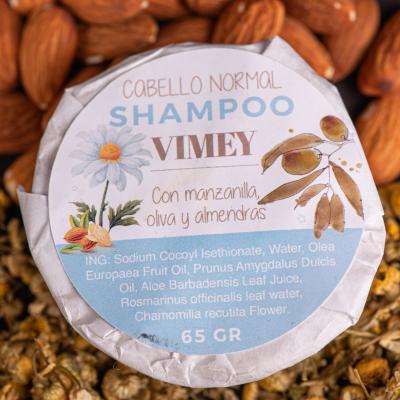 CABELLO NORMAL
SHAMPOO
VIMEY
Con manzanilla,
oliva y almendras
ING: Sodium Cocoyl Isethionate, Water, Olea
Europaea Fruit Oil, Prunus Amygdalus Dulcis
Oil, Aloe Barbadensis Leaf Juice,
Rosmarinus officinalis leaf water,
Chamomilla recutita Flower.
65 GR